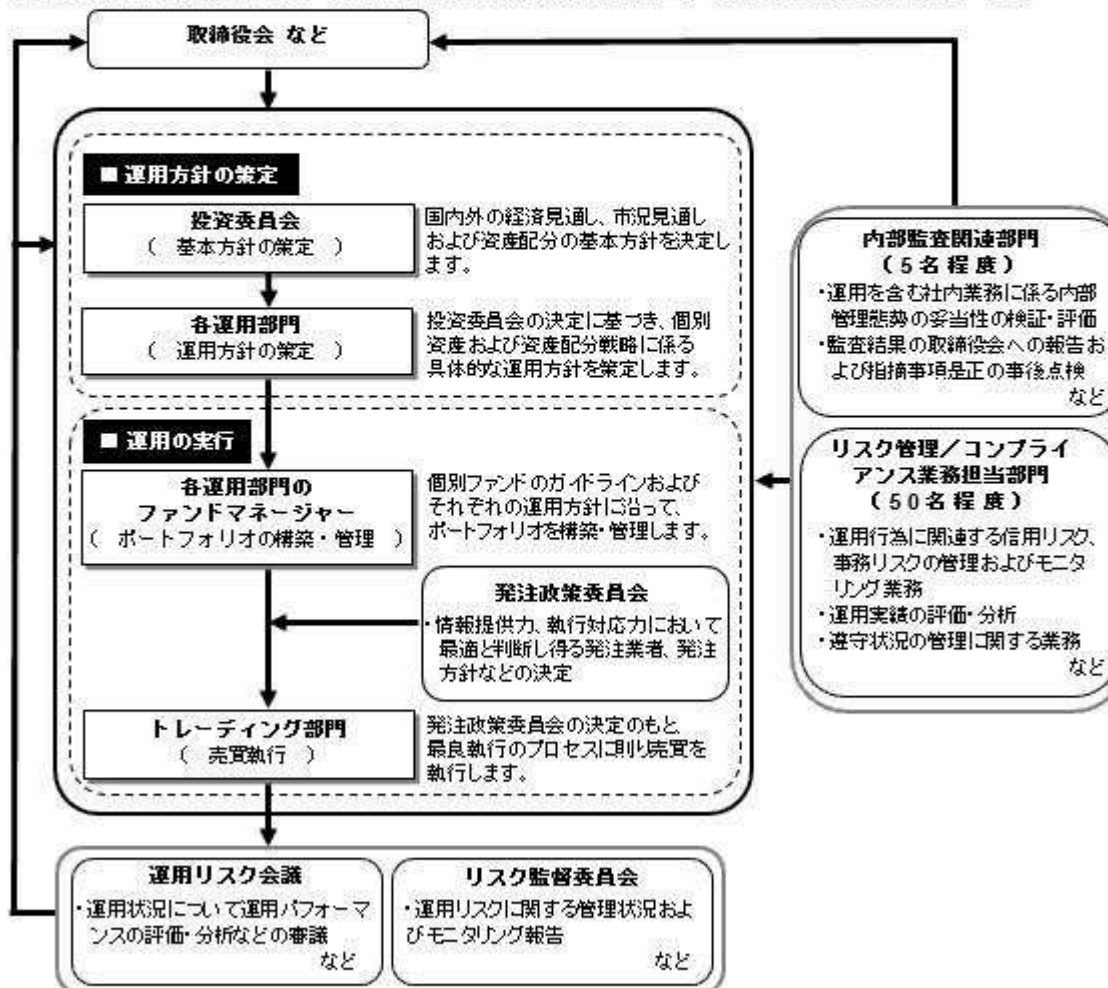 取締役会 など
■ 運用方針の策定
投資委員会
( 基本方針の策定 )
国内外の経済見通し、市況見通し
および資産配分の基本方針を決定し
ます。
各運用部門
( 運用方針の策定 )
投資委員会の決定に基づき、個別
資産および資産配分戦略に係る
具体的な運用方針を策定します。
■ 運用の実行
各運用部門の
ファンドマネージャー
( ポートフォリオの構築・管理 )
個別ファンドのガイドラインおよび
それぞれの運用方針に沿って、
ポートフォリオを構築・管理します。
発注政策委員会
・情報提供力、執行対応力において
最適と判断し得る発注業者、発注
方針などの決定
トレーディング部門
( 売買執行 )
発注政策委員会の決定のもと、
最良執行のプロセスに則り売買を
執行します。
内部監査関連部門
(5名程度)
・運用を含む社内業務に係る内部
管理態勢の妥当性の検証・評価
・監査結果の取締役会への報告お
よび指摘事項是正の事後点検
など
リスク管理/コンプライ
アンス業務担当部門
(50名程度)
・運用行為に関連する信用リスク、
事務リスクの管理およびモニタ
リング業務
・運用実績の評価・分析
・遵守状況の管理に関する業務
など
運用リスク会議
・運用状況について運用パフォーマ
ンスの評価・分析などの審議
など
リスク監督委員会
・運用リスクに関する管理状況およ
びモニタリング報告
など